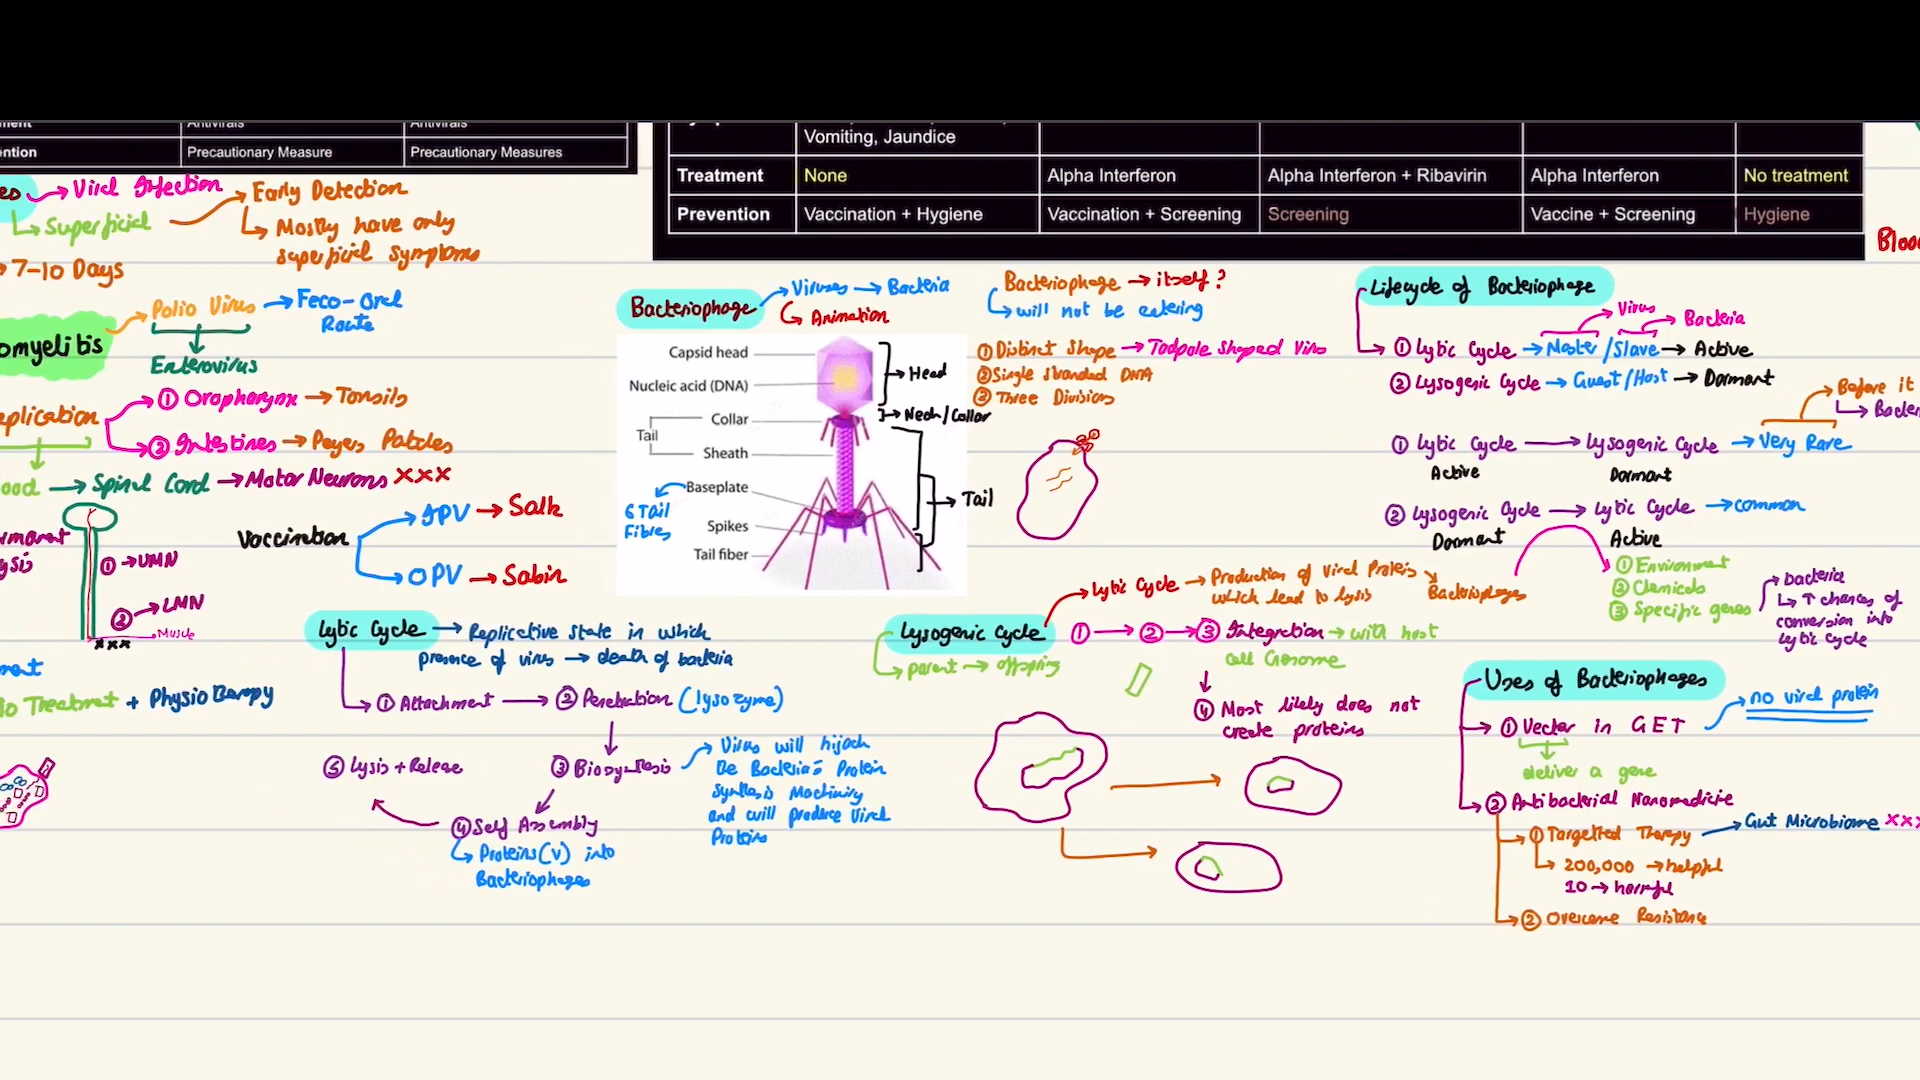 Antivirals
Antivirals
Precautionary Measure
Precautionary Measures
Vomiting, Jaundice
Treatment
None
Alpha Interferon
Alpha Interferon + Ribavirin
Alpha Interferon
No treatment
Prevention
Vaccination + Hygiene
Vaccination + Screening
Screening
Vaccine + Screening
Hygiene
Viral Infection
Superficial
Early Detection
Mostly have only
superficial symptoms
7-10 Days
Polio Virus → Feco-Oral
Route
Enterovirus
① Oropharynx → Tonsils
② Intestines → Peyers Patches
→ Spinal Cord → Motor Neurons xxx
① → UMN
② → LMN
Muscle
xxx
Vaccination
IPV → Salk
OPV → Sabin
+ Physiotherapy
Bacteriophage
Viruses → Bacteria
Animation
Capsid head
Nucleic acid (DNA)
Collar
Tail
Sheath
Baseplate
Spikes
Tail fiber
6 Tail
Fibres
→ Head
→ Neck/Collar
→ Tail
Bacteriophage → itself?
will not be entering
① Distinct Shape → Tadpole shaped Virus
② Single stranded DNA
③ Three Divisions
Lifecycle of Bacteriophage
Virus
Bacteria
① Lytic Cycle → Master/Slave → Active
② Lysogenic Cycle → Guest/Host → Dormant
Before it
① Lytic Cycle → Lysogenic Cycle → Very Rare
Active
Dormant
② Lysogenic Cycle → Lytic Cycle → common
Dormant
Active
① Environment
② Chemicals
③ Specific genes
bacteria
↑ chances of
conversion into
lytic cycle
Lytic Cycle → Replicative state in which
presence of virus → death of bacteria
① Attachment → ② Penetration (lysozyme)
③ Biosynthesis
Virus will hijack
the Bacteria's Protein
Synthesis Machinery
and will produce Viral
Proteins
④ Self Assembly
Proteins(v) into
Bacteriophages
⑤ Lysis + Release
Lysogenic Cycle
parent → offspring
Lytic Cycle → Production of viral Protein
which lead to lysis
Bacteriophages
① → ② → ③ Integration → with host
cell Genome
④ Most likely does not
create proteins
Uses of Bacteriophages
① Vector in GET
no viral protein
deliver a gene
② Antibacterial Nanomedicine
① Targetted Therapy
Gut Microbiome
200,000 → helpful
10 → harmful
② Overcome Resistance